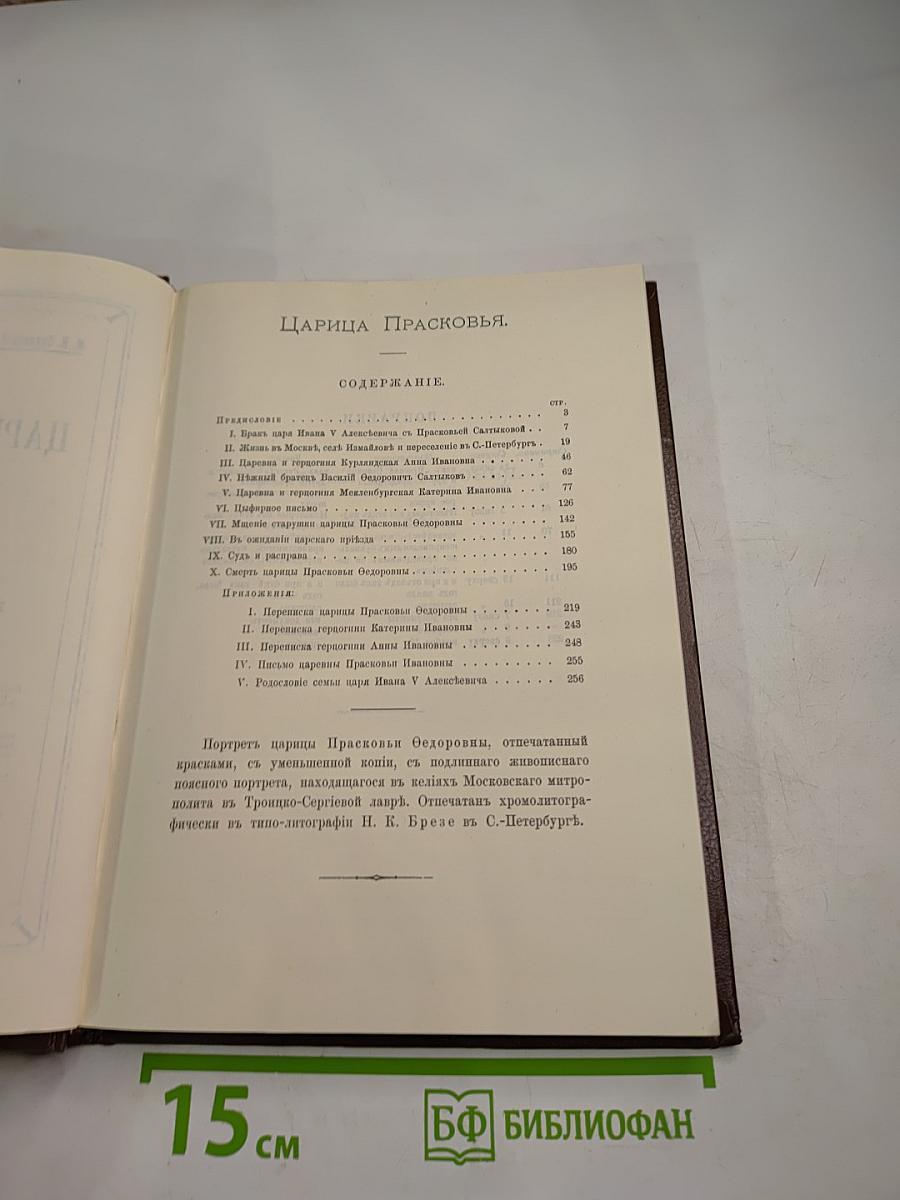 Царица Прасковья.
СОДЕРЖАНІЕ.
СТР.
Предисловіе . . . . . . . . . . . . . . . . . . . . 3
I. Бракъ царя Ивана V Алексѣевича съ Прасковьей Салтыковой . . 7
II. Жизнь въ Москвѣ, селѣ Измайловѣ и переселеніе въ С.-Петербургъ . 19
III. Царевна и герцогиня Курляндская Анна Ивановна . . . . . . 46
IV. Нѣжный братецъ Василій Ѳедоровичъ Салтыковъ . . . . . . . 62
V. Царевна и герцогиня Мекленбургская Катерина Ивановна . . . 77
VI. Цыфирное письмо . . . . . . . . . . . . . . . . . . 126
VII. Мщеніе старушки царицы Прасковьи Ѳедоровны . . . . . . . . 142
VIII. Въ ожиданіи царскаго пріѣзда . . . . . . . . . . . . . . . 155
IX. Судъ и расправа . . . . . . . . . . . . . . . . . . . 180
X. Смерть царицы Прасковьи Ѳедоровны . . . . . . . . . . . . 195
Приложенія:
I. Переписка царицы Прасковьи Ѳедоровны . . . . . . . . 219
II. Переписка герцогини Катерины Ивановны . . . . . . . 243
III. Переписка герцогини Анны Ивановны . . . . . . . . . 248
IV. Письмо царевны Прасковьи Ивановны . . . . . . . . . 255
V. Родословіе семьи царя Ивана V Алексѣевича . . . . . . 256
Портретъ царицы Прасковьи Ѳедоровны, отпечатанный
красками, съ уменьшенной копіи, съ подлиннаго живописнаго
поясного портрета, находящагося въ келіяхъ Московскаго митро-
полита въ Троицко-Сергіевой лаврѣ. Отпечатанъ хромолитогра-
фически въ типо-литографіи Н. К. Брезе въ С.-Петербургѣ.
15 см
БФ БИБЛИОФАН